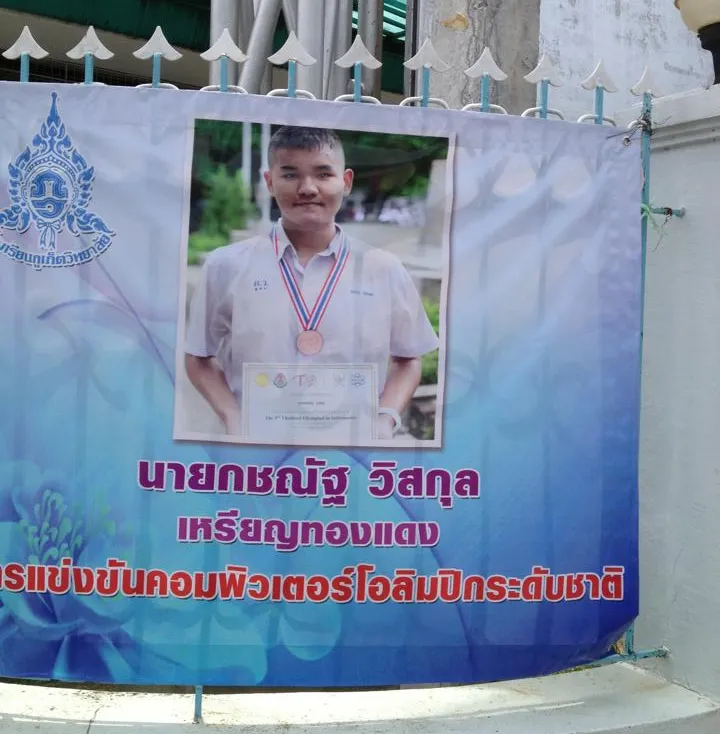 นายกชณัฐ วิสกุล
เหรียญทองแดง
รแข่งขันคอมพิวเตอร์โอลิมปิกระดับชาติ